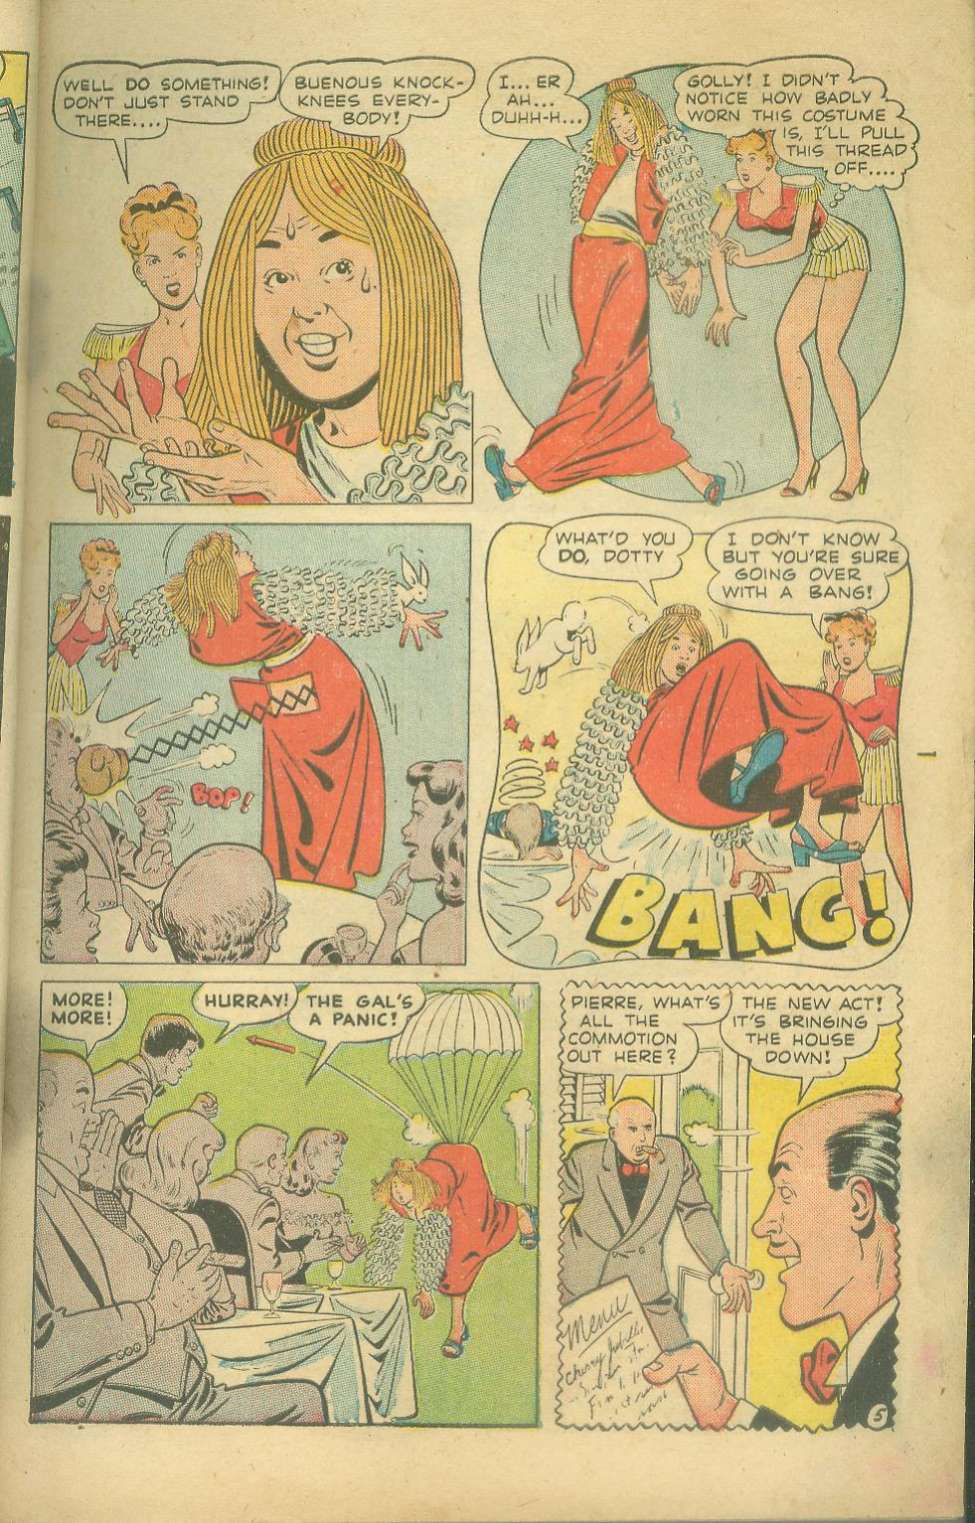 WELL DO SOMETHING!
DON'T JUST STAND
THERE....
BUENOUS KNOCK-
KNEES EVERY-
BODY!
I... ER
AH...
DUHH-H...
GOLLY! I DIDN'T
NOTICE HOW BADLY
WORN THIS COSTUME
IS, I'LL PULL
THIS THREAD
OFF....
BOP!
WHAT'D YOU
DO, DOTTY
I DON'T KNOW
BUT YOU'RE SURE
GOING OVER
WITH A BANG!
BANG!
MORE!
MORE!
HURRAY!
THE GAL'S
A PANIC!
PIERRE, WHAT'S
ALL THE
COMMOTION
OUT HERE?
THE NEW ACT!
IT'S BRINGING
THE HOUSE
DOWN!
Menu
cherry
5
1